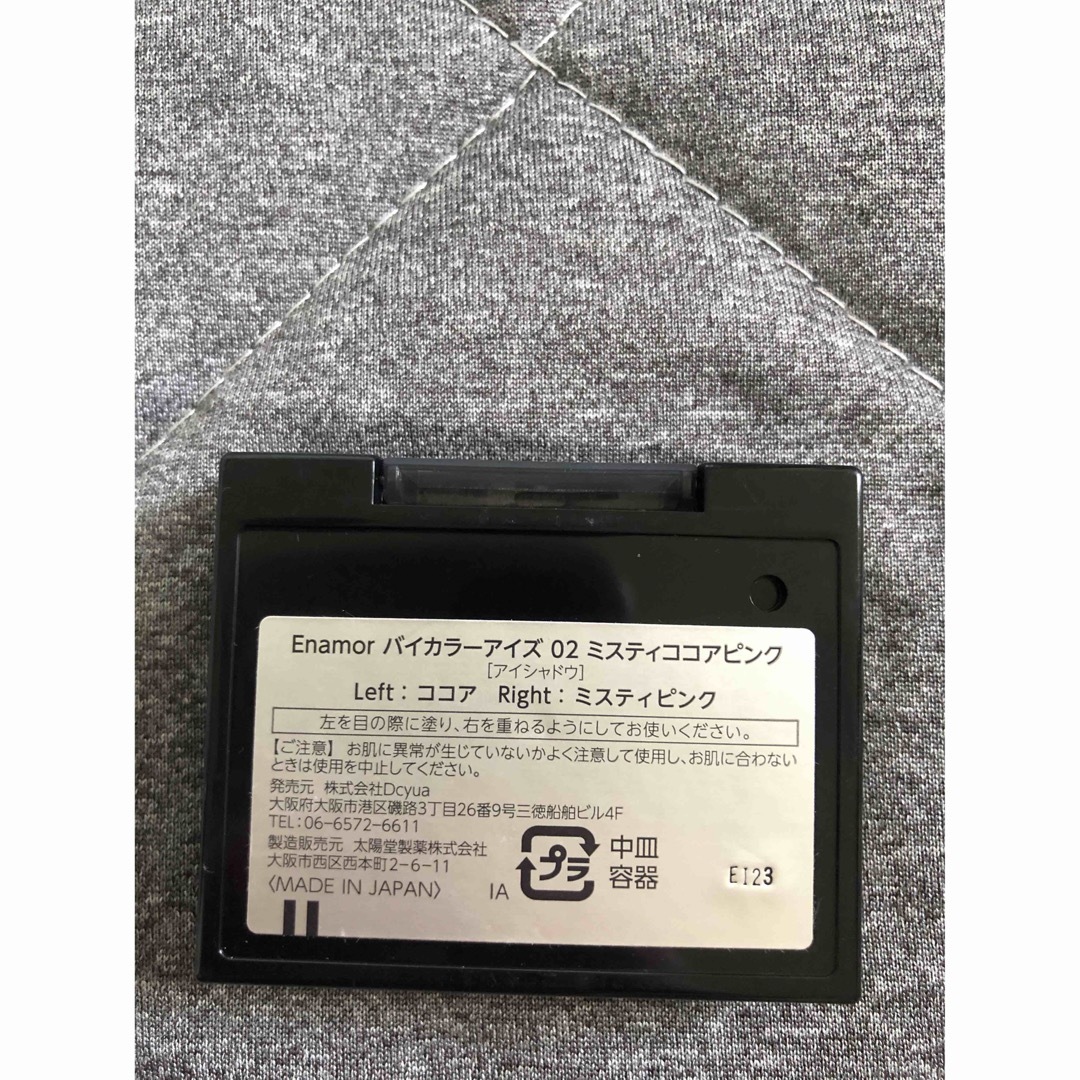 Enamor バイカラーアイズ 02 ミスティココアピンク
[アイシャドウ]
Left：ココア Right：ミスティピンク
左を目の際に塗り、右を重ねるようにしてお使いください。
【ご注意】 お肌に異常が生じていないかよく注意して使用し、お肌に合わない
ときは使用を中止してください。
発売元 株式会社Dcyua
大阪府大阪市港区磯路3丁目26番9号三徳船舶ビル4F
TEL:06-6572-6611
製造販売元 太陽堂製薬株式会社
大阪市西区西本町2-6-11
〈MADE IN JAPAN〉
IA
プラ
中皿
容器
EI23